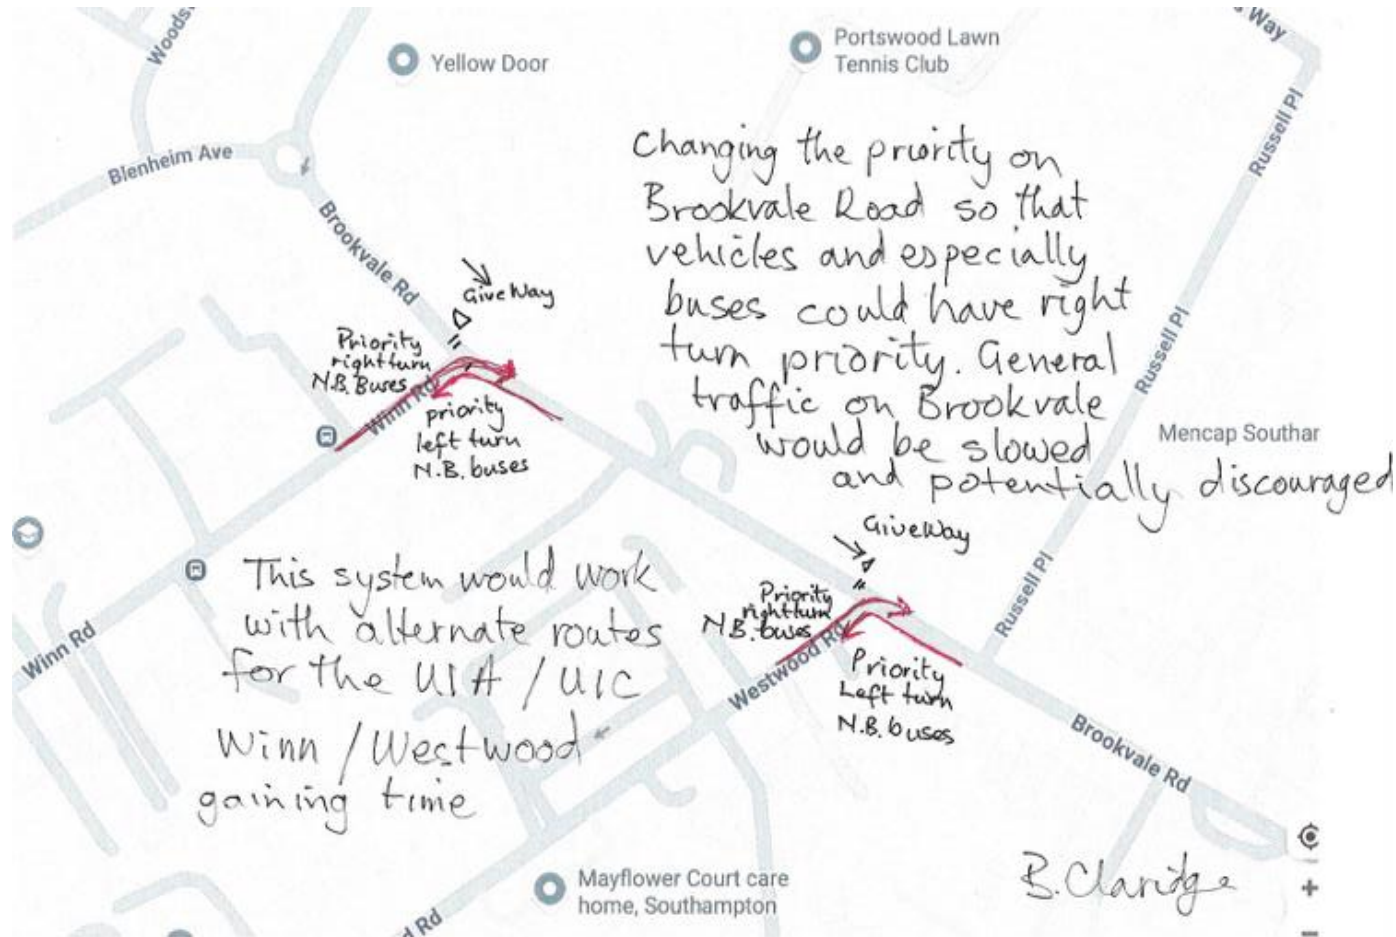 Woods
Yellow Door
Portswood Lawn
Tennis Club
Way
Russell Pl
Blenheim Ave
Brookvale Rd
Changing the priority on
Brookvale Road so that
vehicles and especially
buses could have right
turn priority. General
traffic on Brookvale
would be slowed
and potentially discouraged
Give Way
Priority
right turn
N.B. Buses
Winn Rd
priority
left turn
N.B. buses
Russell Pl
Mencap Southar
GiveWay
This system would work
with alternate routes
for the U1A / U1C
Winn / Westwood
gaining time
Priority
right turn
N.B. buses
Westwood Rd
Priority
Left turn
N.B. buses
Russell Pl
Winn Rd
Brookvale Rd
Mayflower Court care
home, Southampton
B. Claridge
d Rd